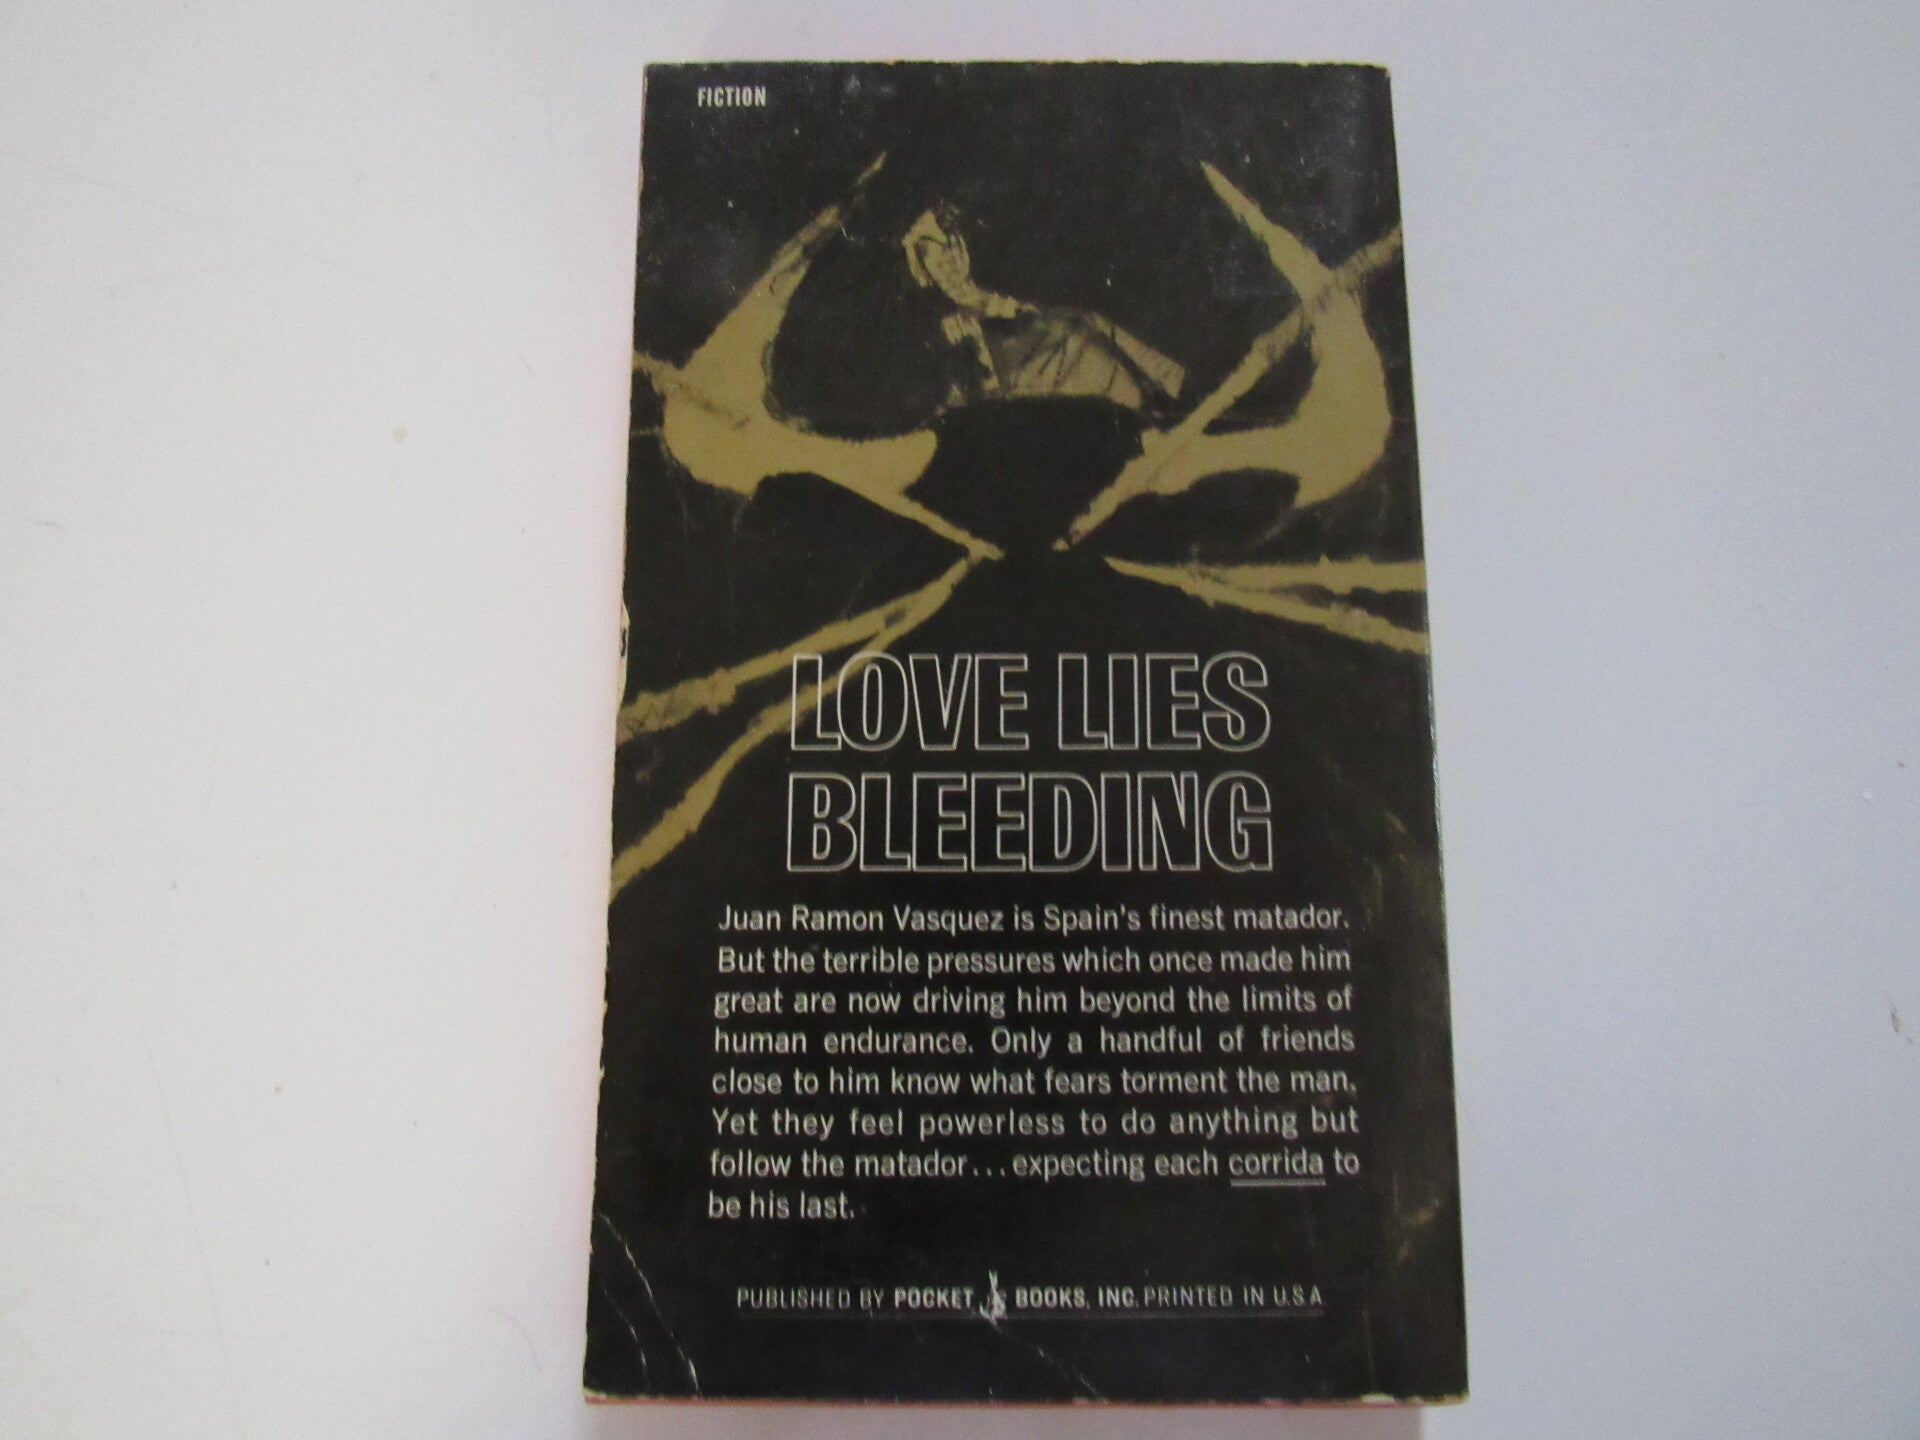 FICTION
LOVE LIES
BLEEDING
Juan Ramon Vasquez is Spain's finest matador.
But the terrible pressures which once made him
great are now driving him beyond the limits of
human endurance. Only a handful of friends
close to him know what fears torment the man.
Yet they feel powerless to do anything but
follow the matador...expecting each corrida to
be his last.
PUBLISHED BY POCKET BOOKS, INC. PRINTED IN U.S.A